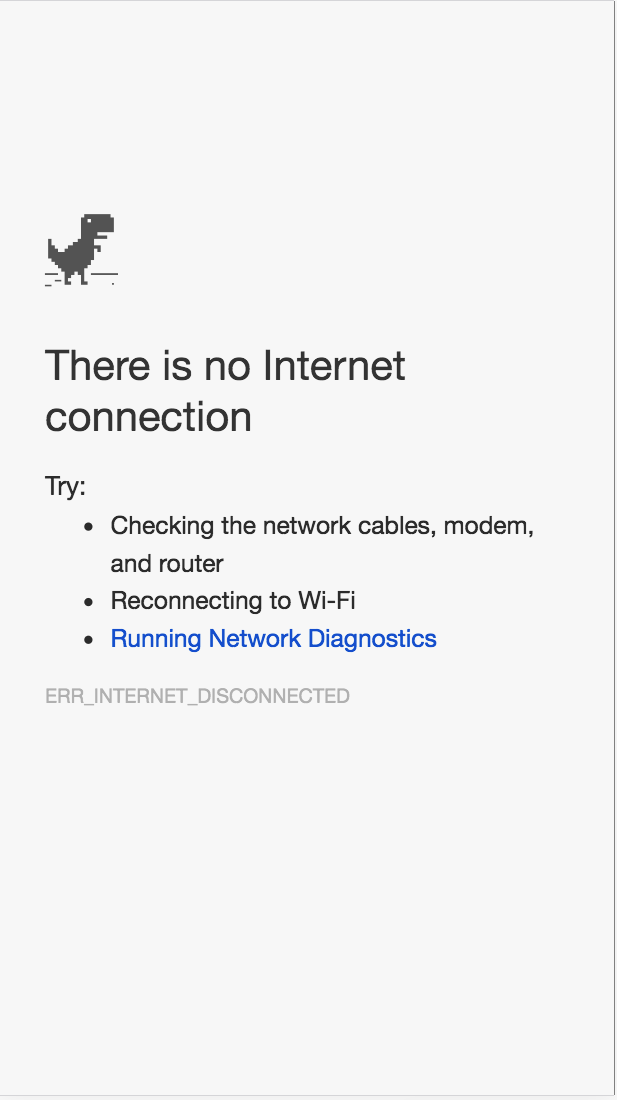 There is no Internet
connection
Try:
• Checking the network cables, modem,
and router
• Reconnecting to Wi-Fi
• Running Network Diagnostics
ERR_INTERNET_DISCONNECTED